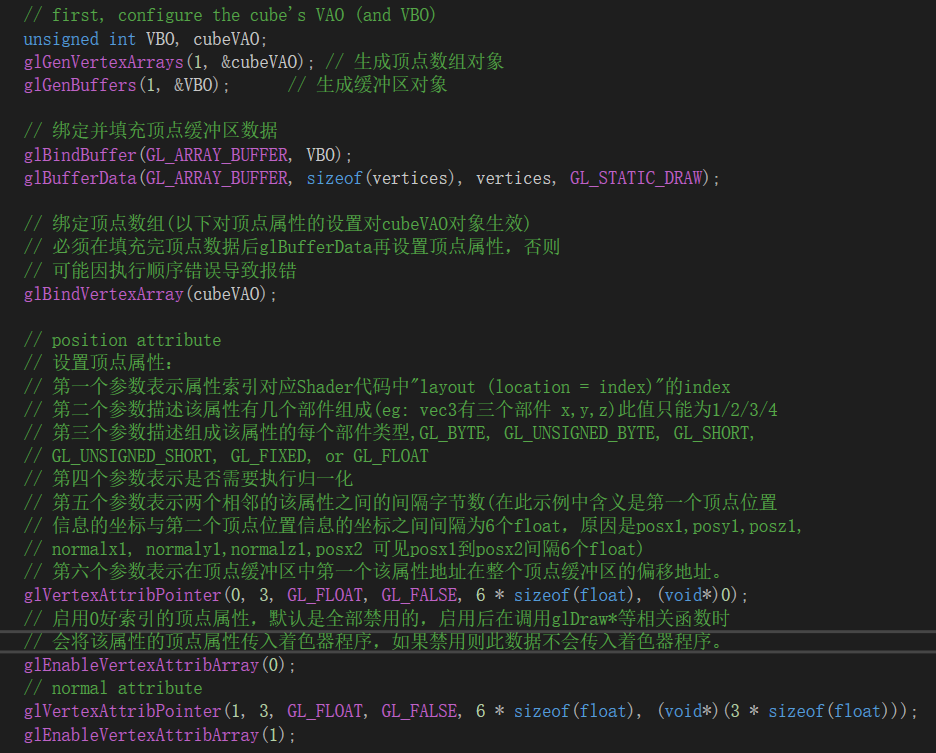 // first, configure the cube's VAO (and VBO)
unsigned int VBO, cubeVAO;
glGenVertexArrays(1, &cubeVAO); // 生成顶点数组对象
glGenBuffers(1, &VBO);      // 生成缓冲区对象
// 绑定并填充顶点缓冲区数据
glBindBuffer(GL_ARRAY_BUFFER, VBO);
glBufferData(GL_ARRAY_BUFFER, sizeof(vertices), vertices, GL_STATIC_DRAW);
// 绑定顶点数组(以下对顶点属性的设置对cubeVAO对象生效)
// 必须在填充完顶点数据后glBufferData再设置顶点属性，否则
// 可能因执行顺序错误导致报错
glBindVertexArray(cubeVAO);
// position attribute
// 设置顶点属性：
// 第一个参数表示属性索引对应Shader代码中"layout (location = index)"的index
// 第二个参数描述该属性有几个部件组成(eg: vec3有三个部件 x,y,z)此值只能为1/2/3/4
// 第三个参数描述组成该属性的每个部件类型,GL_BYTE, GL_UNSIGNED_BYTE, GL_SHORT,
// GL_UNSIGNED_SHORT, GL_FIXED, or GL_FLOAT
// 第四个参数表示是否需要执行归一化
// 第五个参数表示两个相邻的该属性之间的间隔字节数(在此示例中含义是第一个顶点位置
// 信息的坐标与第二个顶点位置信息的坐标之间间隔为6个float，原因是posx1,posy1,posz1,
// normalx1, normaly1,normalz1,posx2 可见posx1到posx2间隔6个float)
// 第六个参数表示在顶点缓冲区中第一个该属性地址在整个顶点缓冲区的偏移地址。
glVertexAttribPointer(0, 3, GL_FLOAT, GL_FALSE, 6 * sizeof(float), (void*)0);
// 启用0好索引的顶点属性，默认是全部禁用的，启用后在调用glDraw*等相关函数时
// 会将该属性的顶点属性传入着色器程序，如果禁用则此数据不会传入着色器程序。
glEnableVertexAttribArray(0);
// normal attribute
glVertexAttribPointer(1, 3, GL_FLOAT, GL_FALSE, 6 * sizeof(float), (void*)(3 * sizeof(float)));
glEnableVertexAttribArray(1);